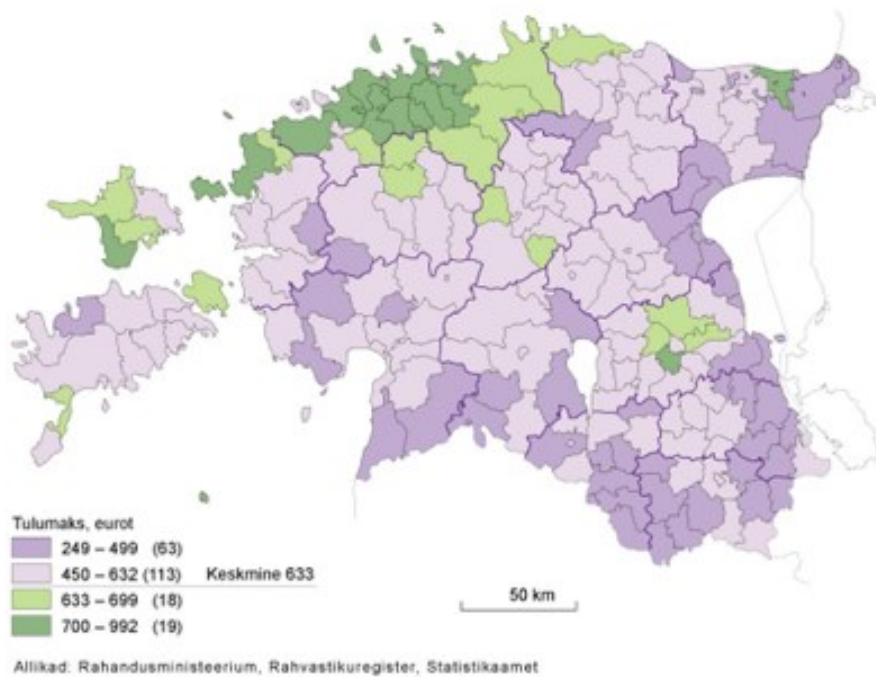 Tulumaks, eurot
249 – 499 (63)
450 – 632 (113) Keskmine 633
633 – 699 (18)
700 – 992 (19)
50 km
Allikad: Rahandusministeerium, Rahvastikuregister, Statistikaamet